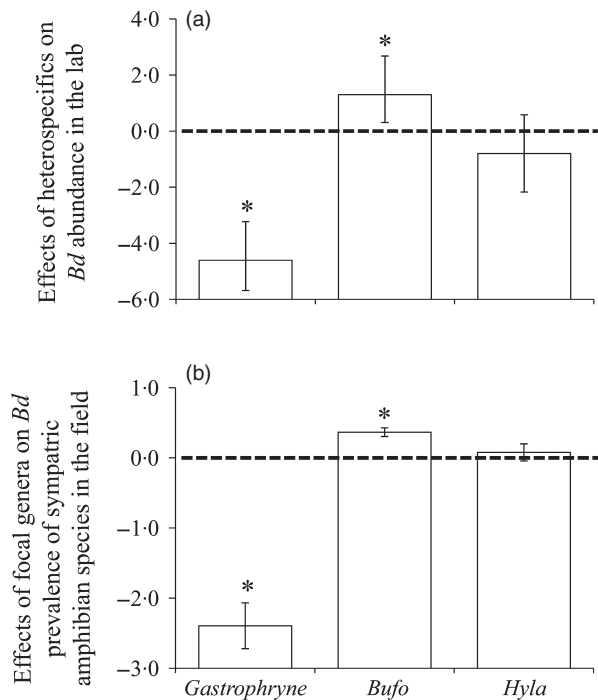 (a)
Effects of heterospecifics on
Bd abundance in the lab
4·0
2·0
0·0
−2·0
−4·0
−6·0
*
*
(b)
Effects of focal genera on Bd
prevalence of sympatric
amphibian species in the field
1·0
0·0
−1·0
−2·0
−3·0
*
*
Gastrophryne Bufo Hyla